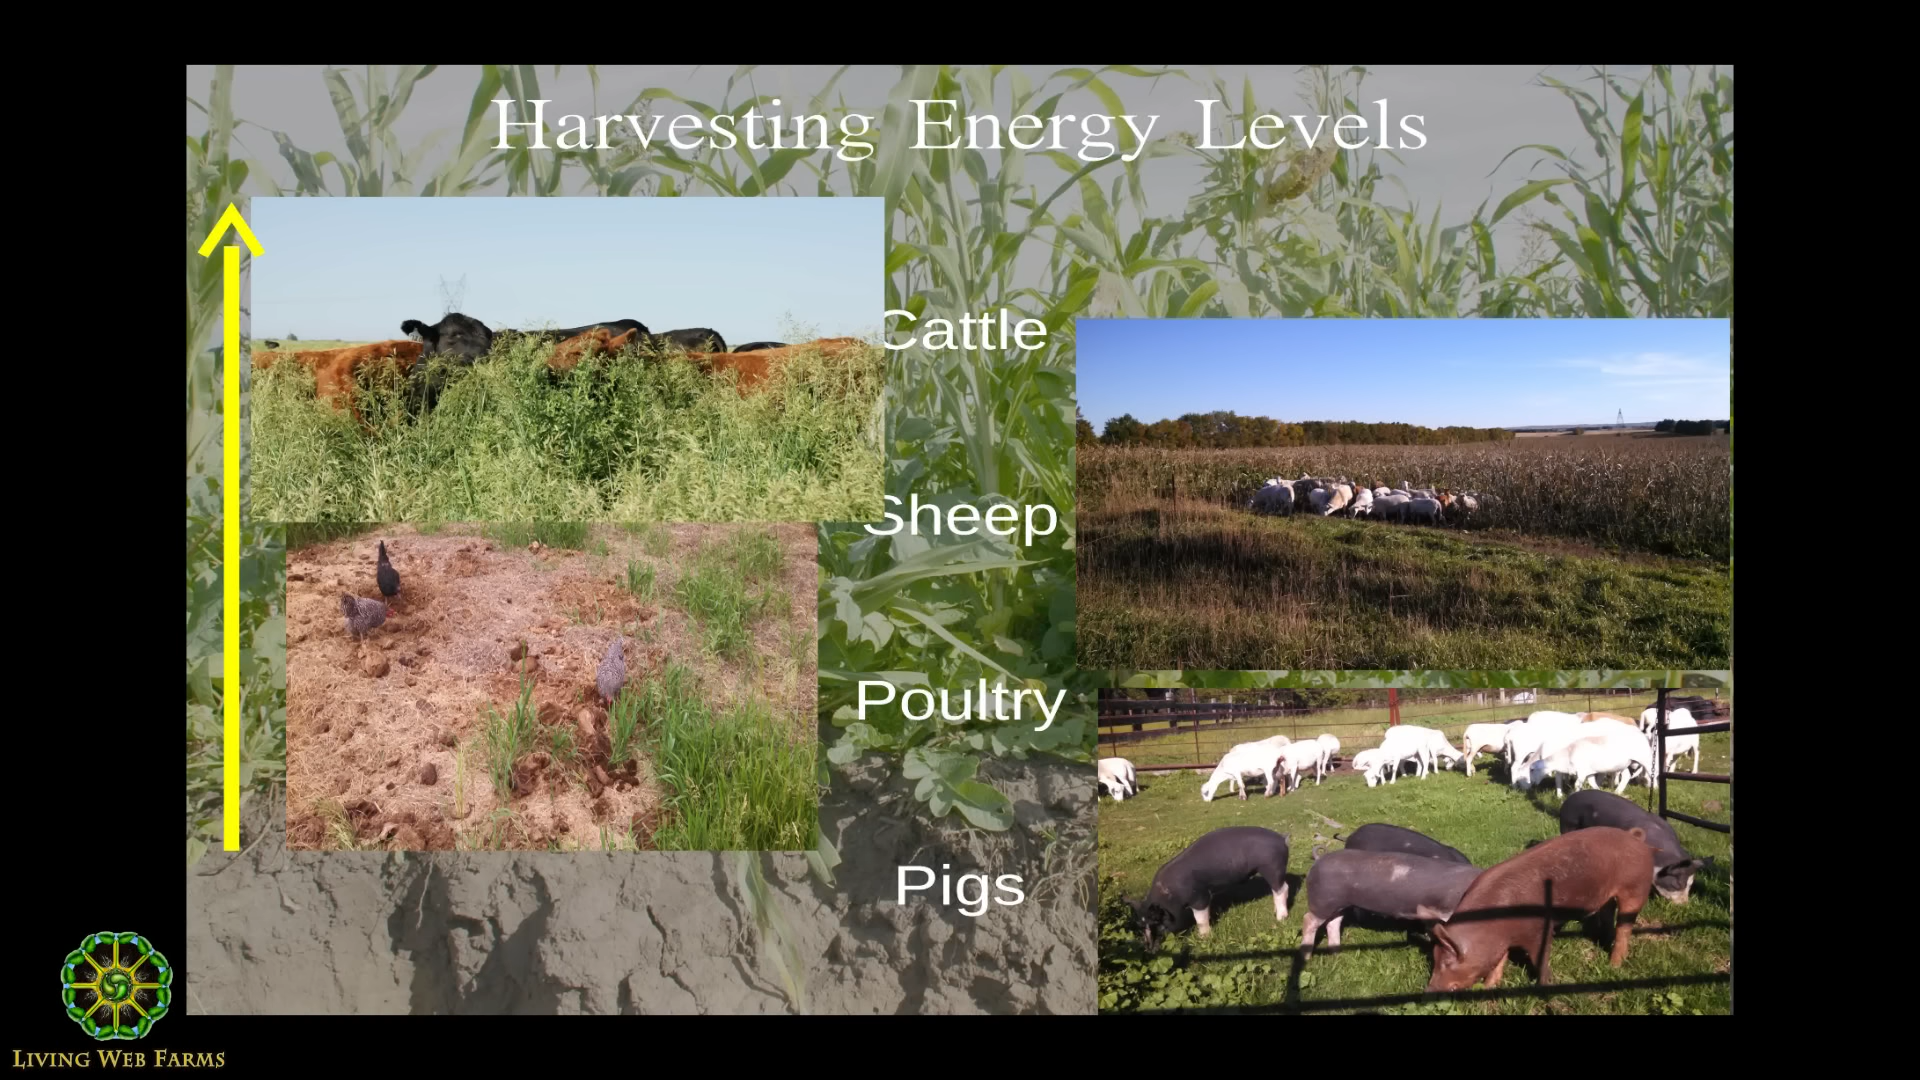 Harvesting Energy Levels
Cattle
Sheep
Poultry
Pigs
LIVING WEB FARMS